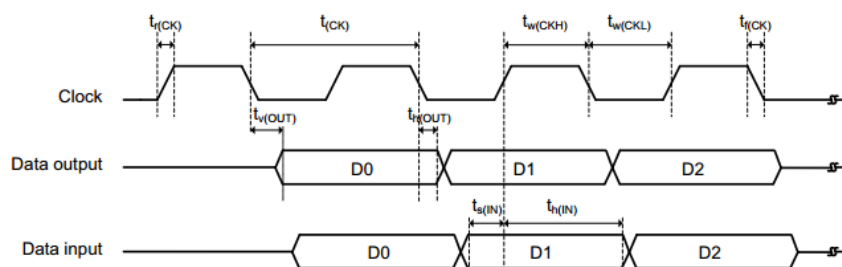 tr(CK) t(CK) tw(CKH) tw(CKL) tf(CK)
Clock
tv(OUT) th(OUT)
Data output D0 D1 D2
ts(IN) th(IN)
Data input D0 D1 D2